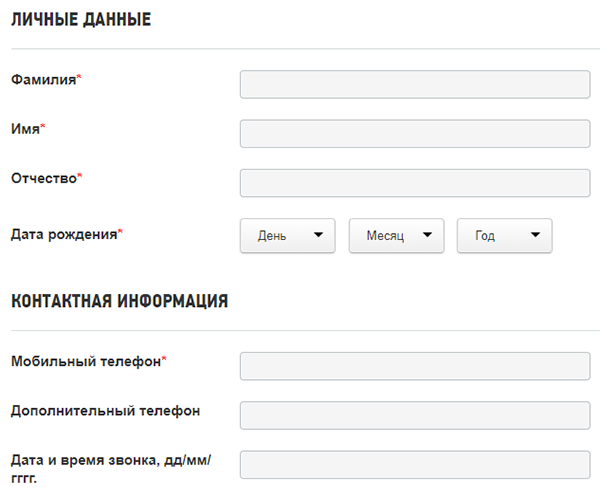 ЛИЧНЫЕ ДАННЫЕ
Фамилия*
Имя*
Отчество*
Дата рождения* День Месяц Год
КОНТАКТНАЯ ИНФОРМАЦИЯ
Мобильный телефон*
Дополнительный телефон
Дата и время звонка, дд/мм/
гггг.